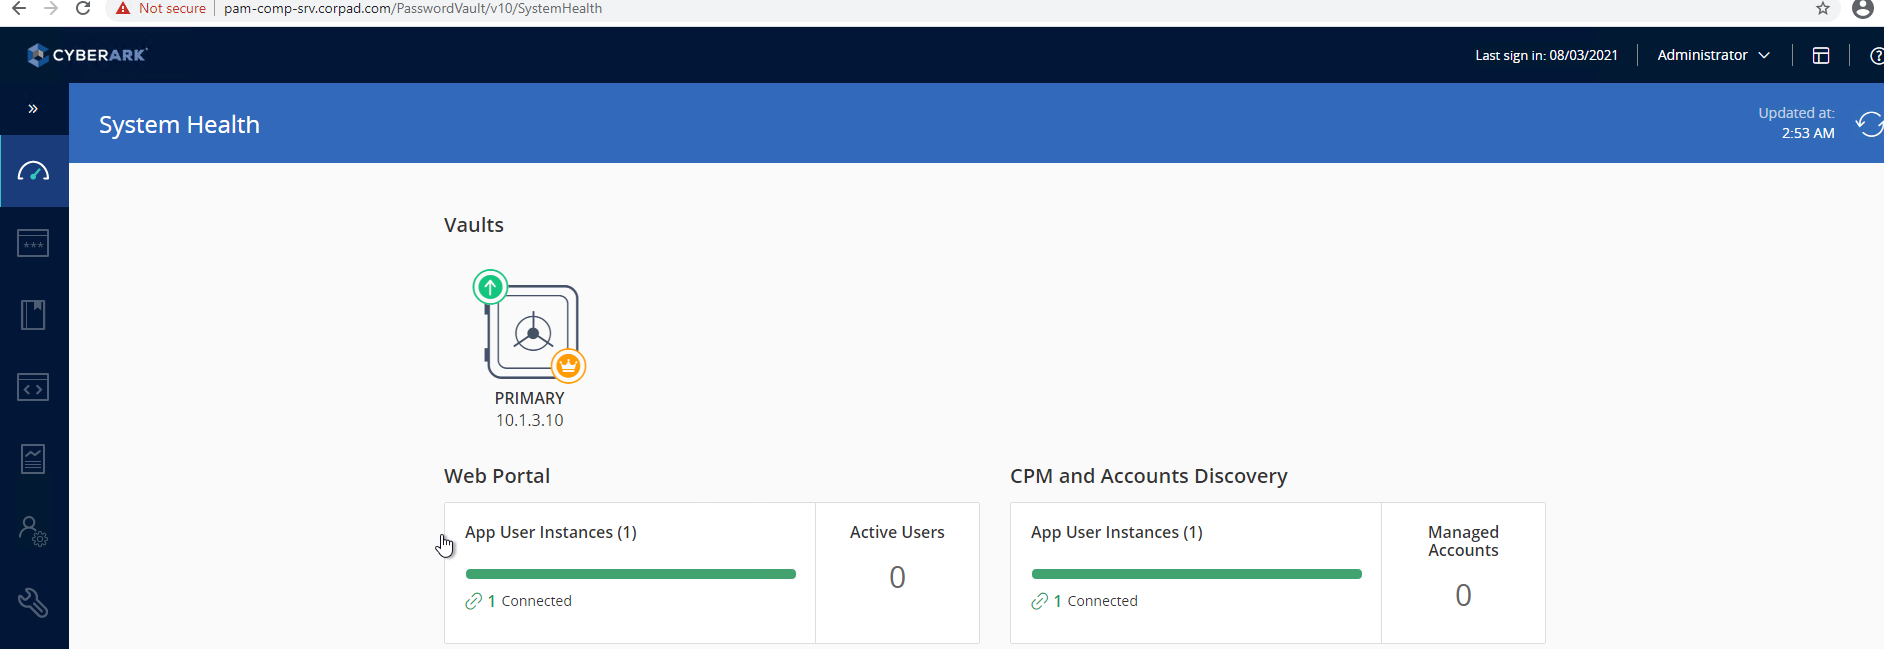 Not secure | pam-comp-srv.corpad.com/PasswordVault/v10/SystemHealth
CYBERARK
Last sign in: 08/03/2021
Administrator
System Health
Updated at:
2:53 AM
Vaults
PRIMARY
10.1.3.10
Web Portal
App User Instances (1)
1 Connected
Active Users
0
CPM and Accounts Discovery
App User Instances (1)
1 Connected
Managed
Accounts
0